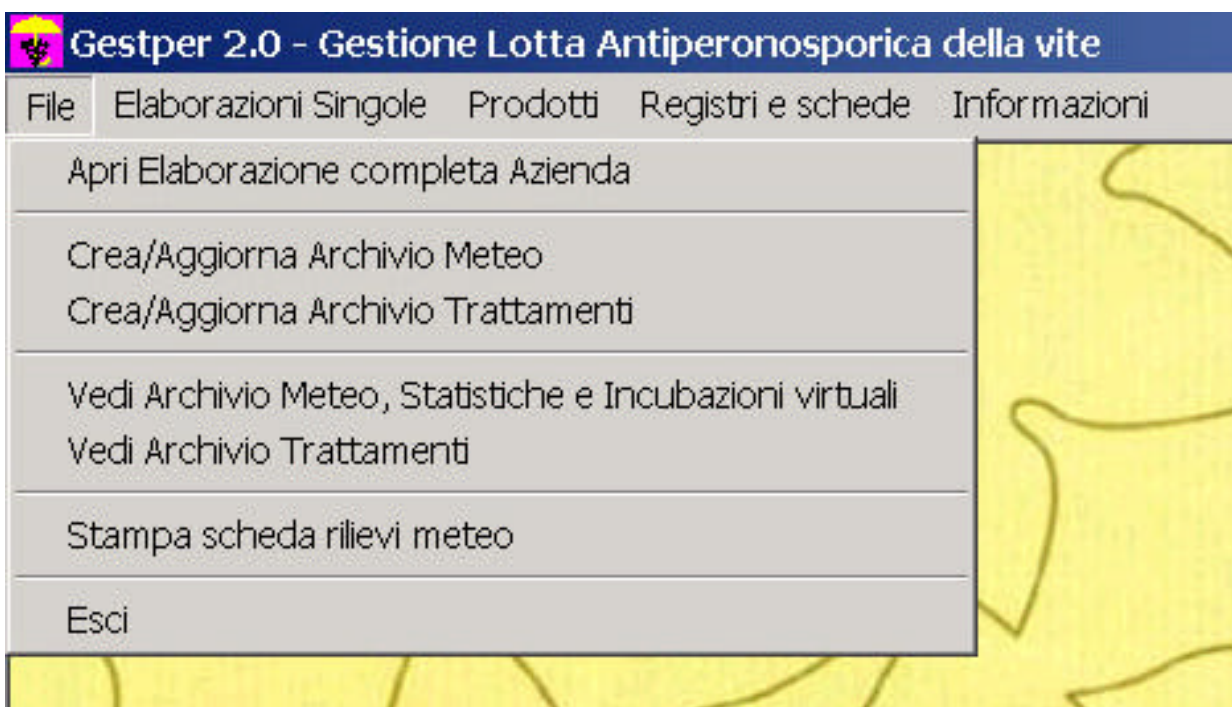 Gestper 2.0 - Gestione Lotta Antiperonosporica della vite
File Elaborazioni Singole Prodotti Registri e schede Informazioni
Apri Elaborazione completa Azienda
Crea/Aggiorna Archivio Meteo
Crea/Aggiorna Archivio Trattamenti
Vedi Archivio Meteo, Statistiche e Incubazioni virtuali
Vedi Archivio Trattamenti
Stampa scheda rilievi meteo
Esci